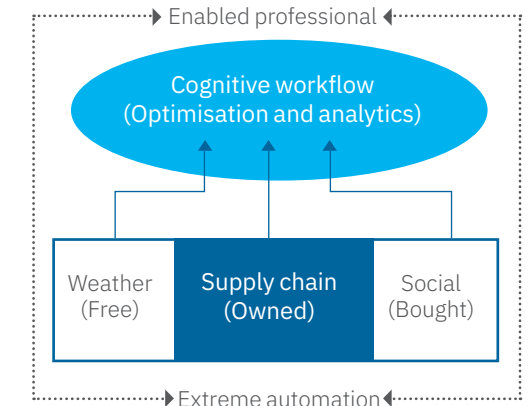 Enabled professional
Cognitive workflow
(Optimisation and analytics)
Weather
(Free)
Supply chain
(Owned)
Social
(Bought)
Extreme automation